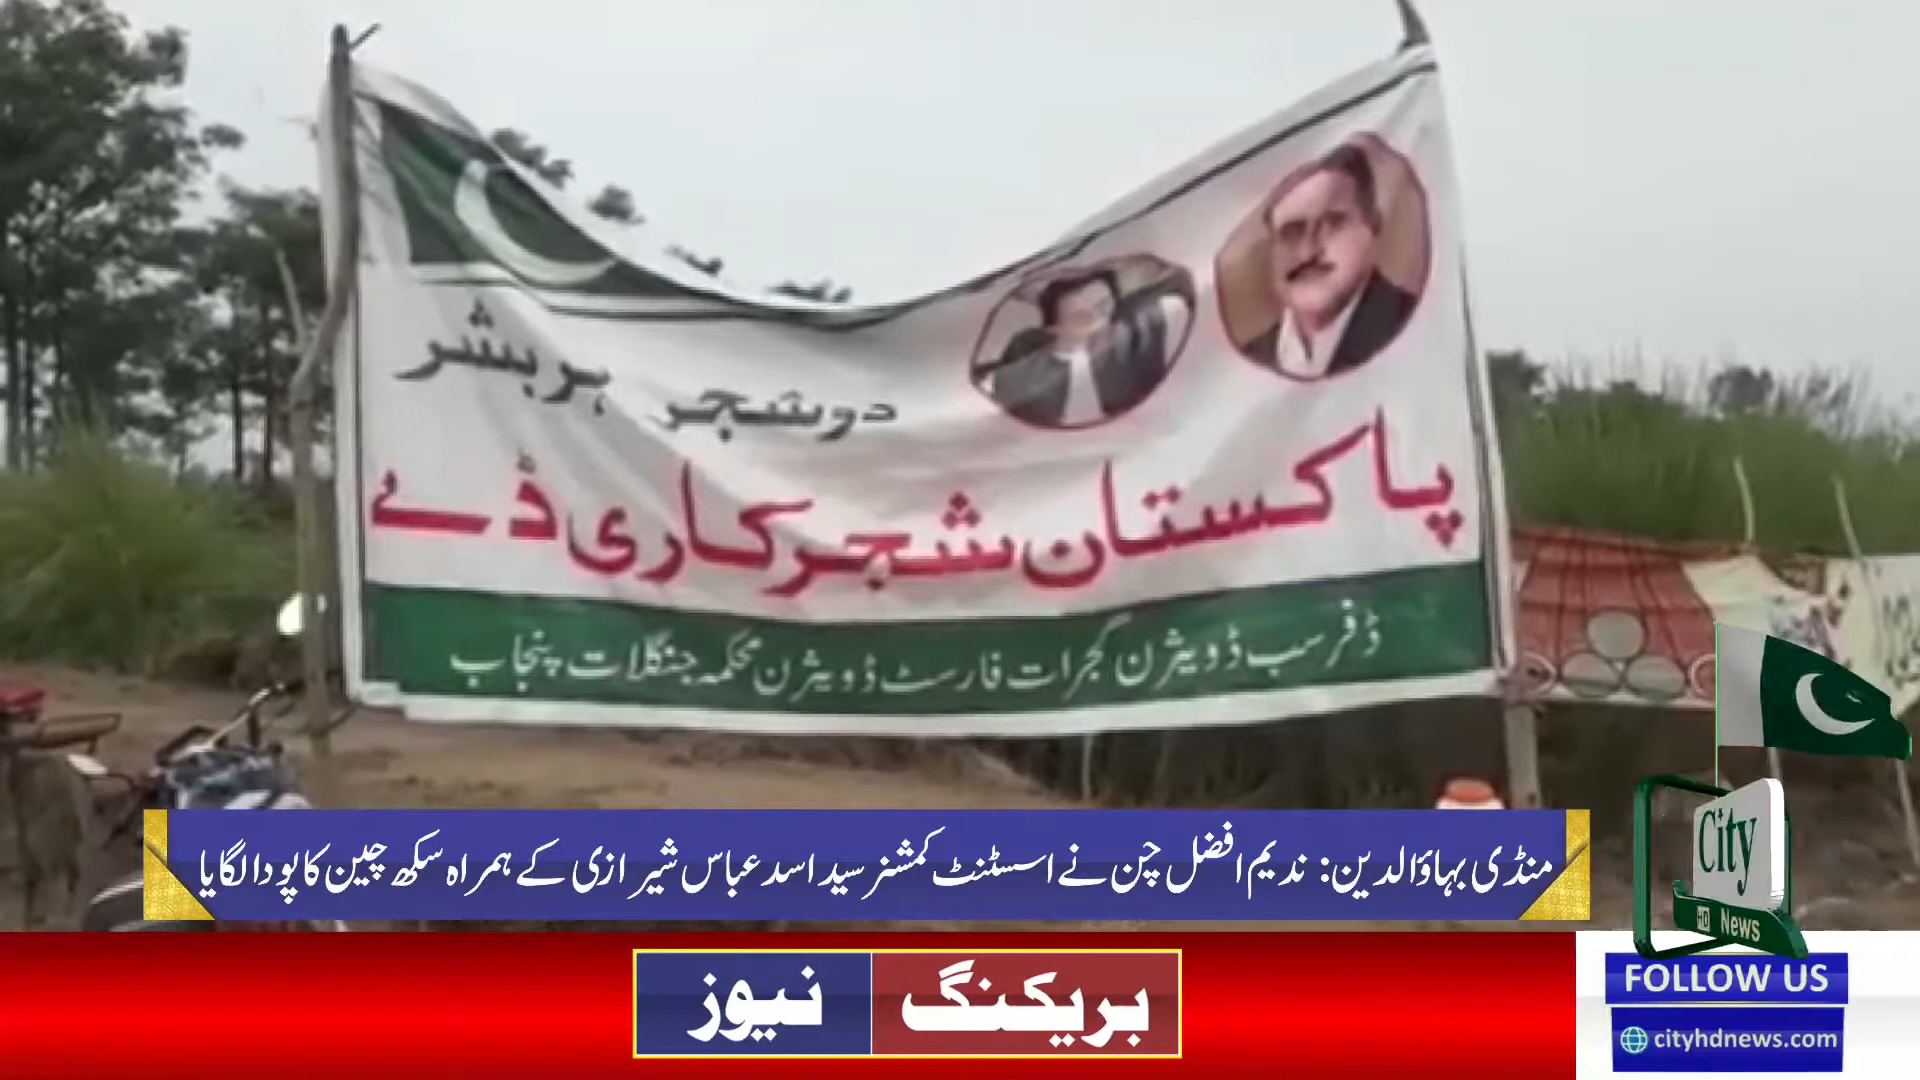 دو شجر ہر بشر
پاکستان شجرکاری ڈے
ڈفر سب ڈویژن گجرات فارسٹ ڈویژن محکمہ جنگلات پنجاب
منڈی بہاؤالدین: ندیم افضل چن نے اسسٹنٹ کمشنر سید اسد عباس شیرازی کے ہمراہ سکھ چین کا پودا لگایا
City
HD News
بریکنگ نیوز
FOLLOW US
cityhdnews.com